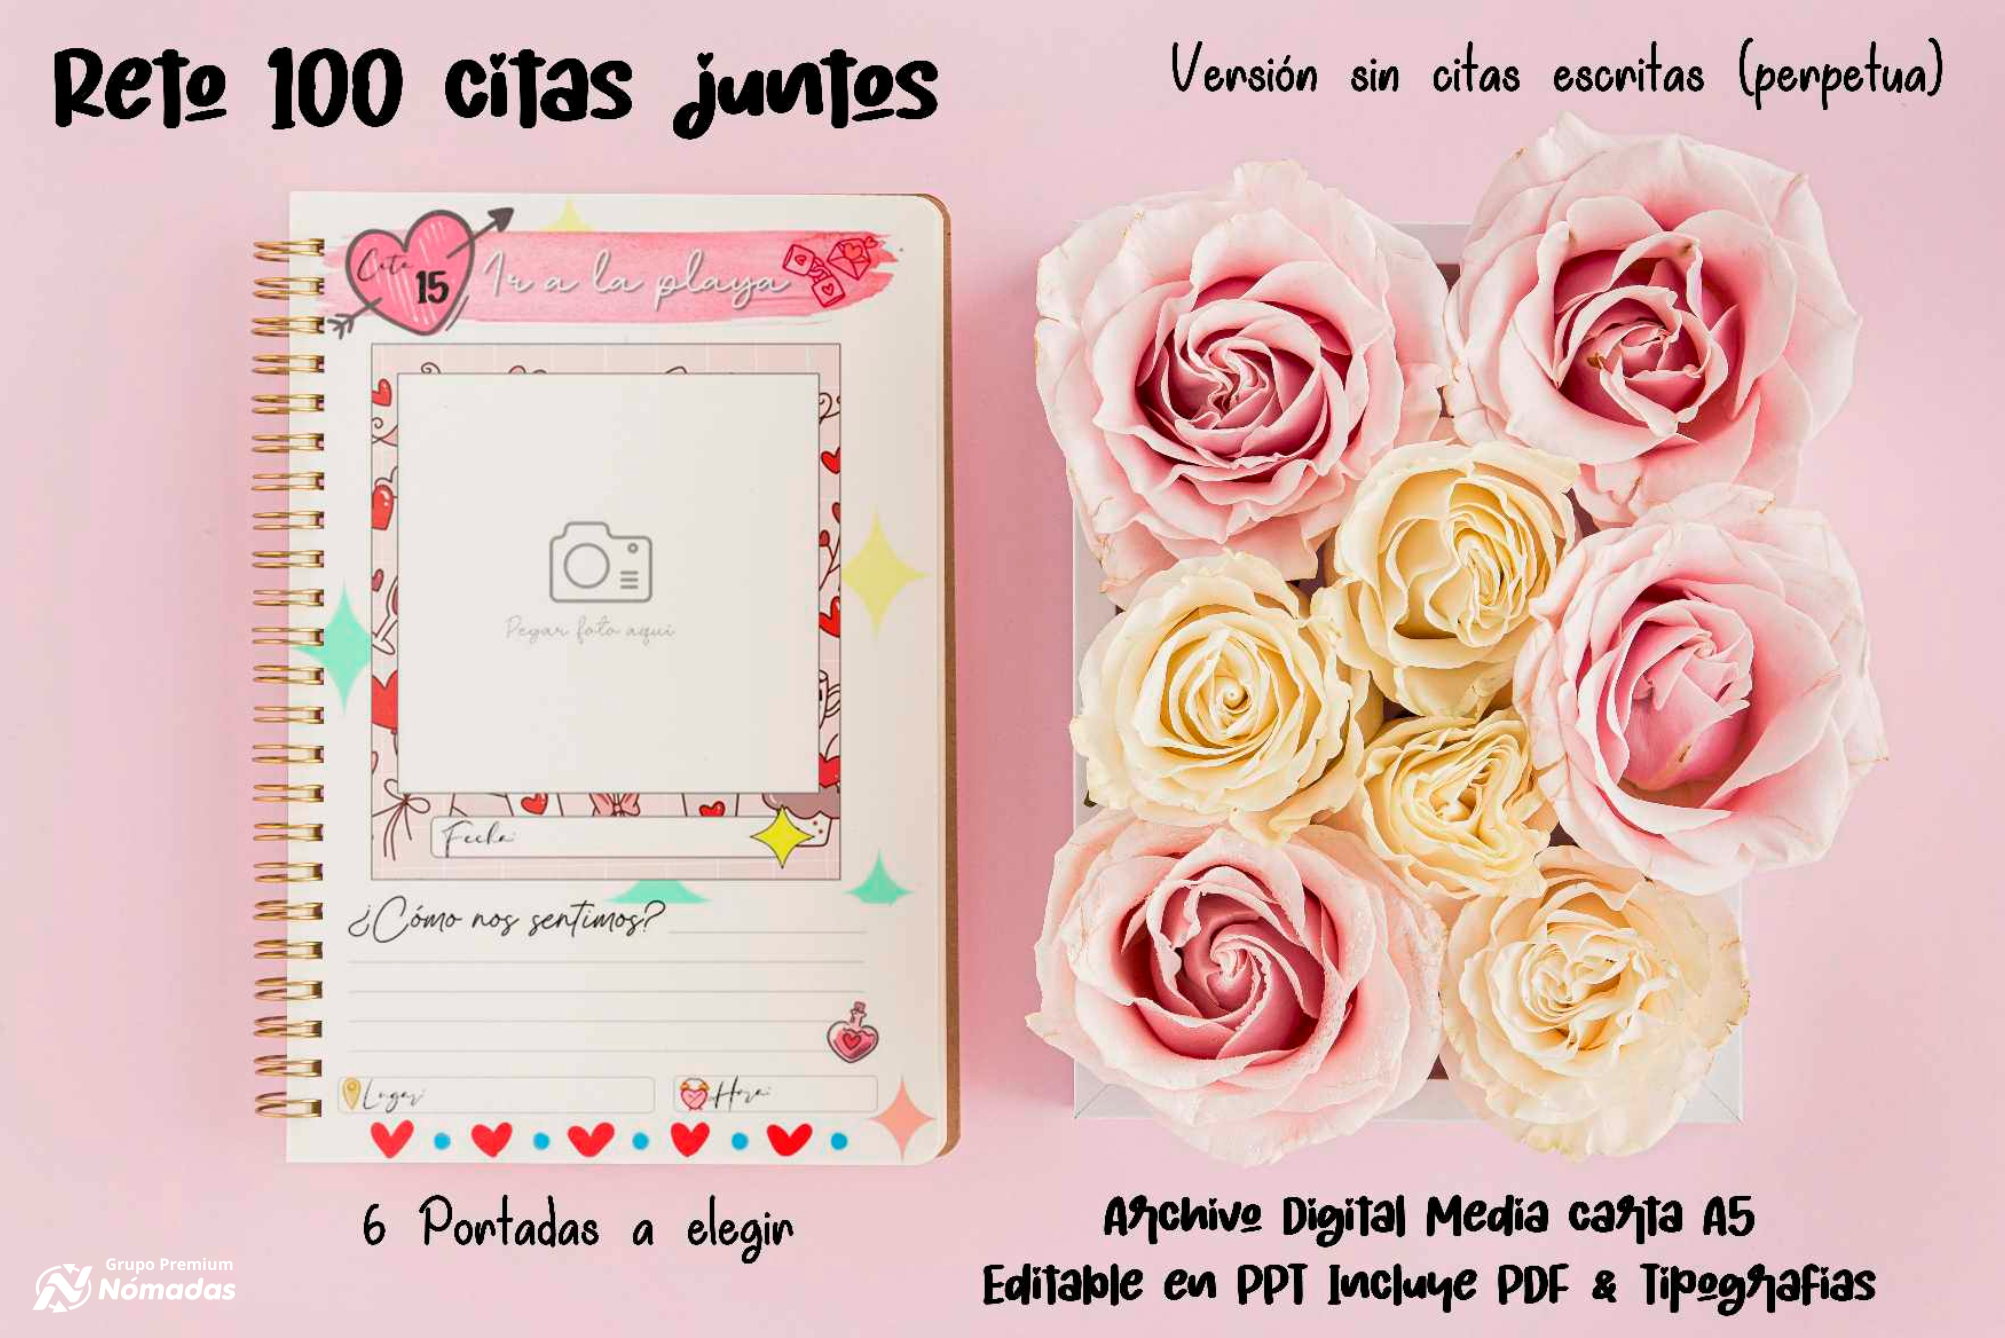 Reto 100 citas juntos
Versión sin citas escritas (perpetua)
Cita 15
Ir a la playa
Pegar foto aquí
Fecha:
¿Cómo nos sentimos?
Lugar:
Hora:
6 Portadas a elegir
Archivo Digital Media carta A5
Editable en PPT Incluye PDF & Tipografias
Grupo Premium
Nómadas